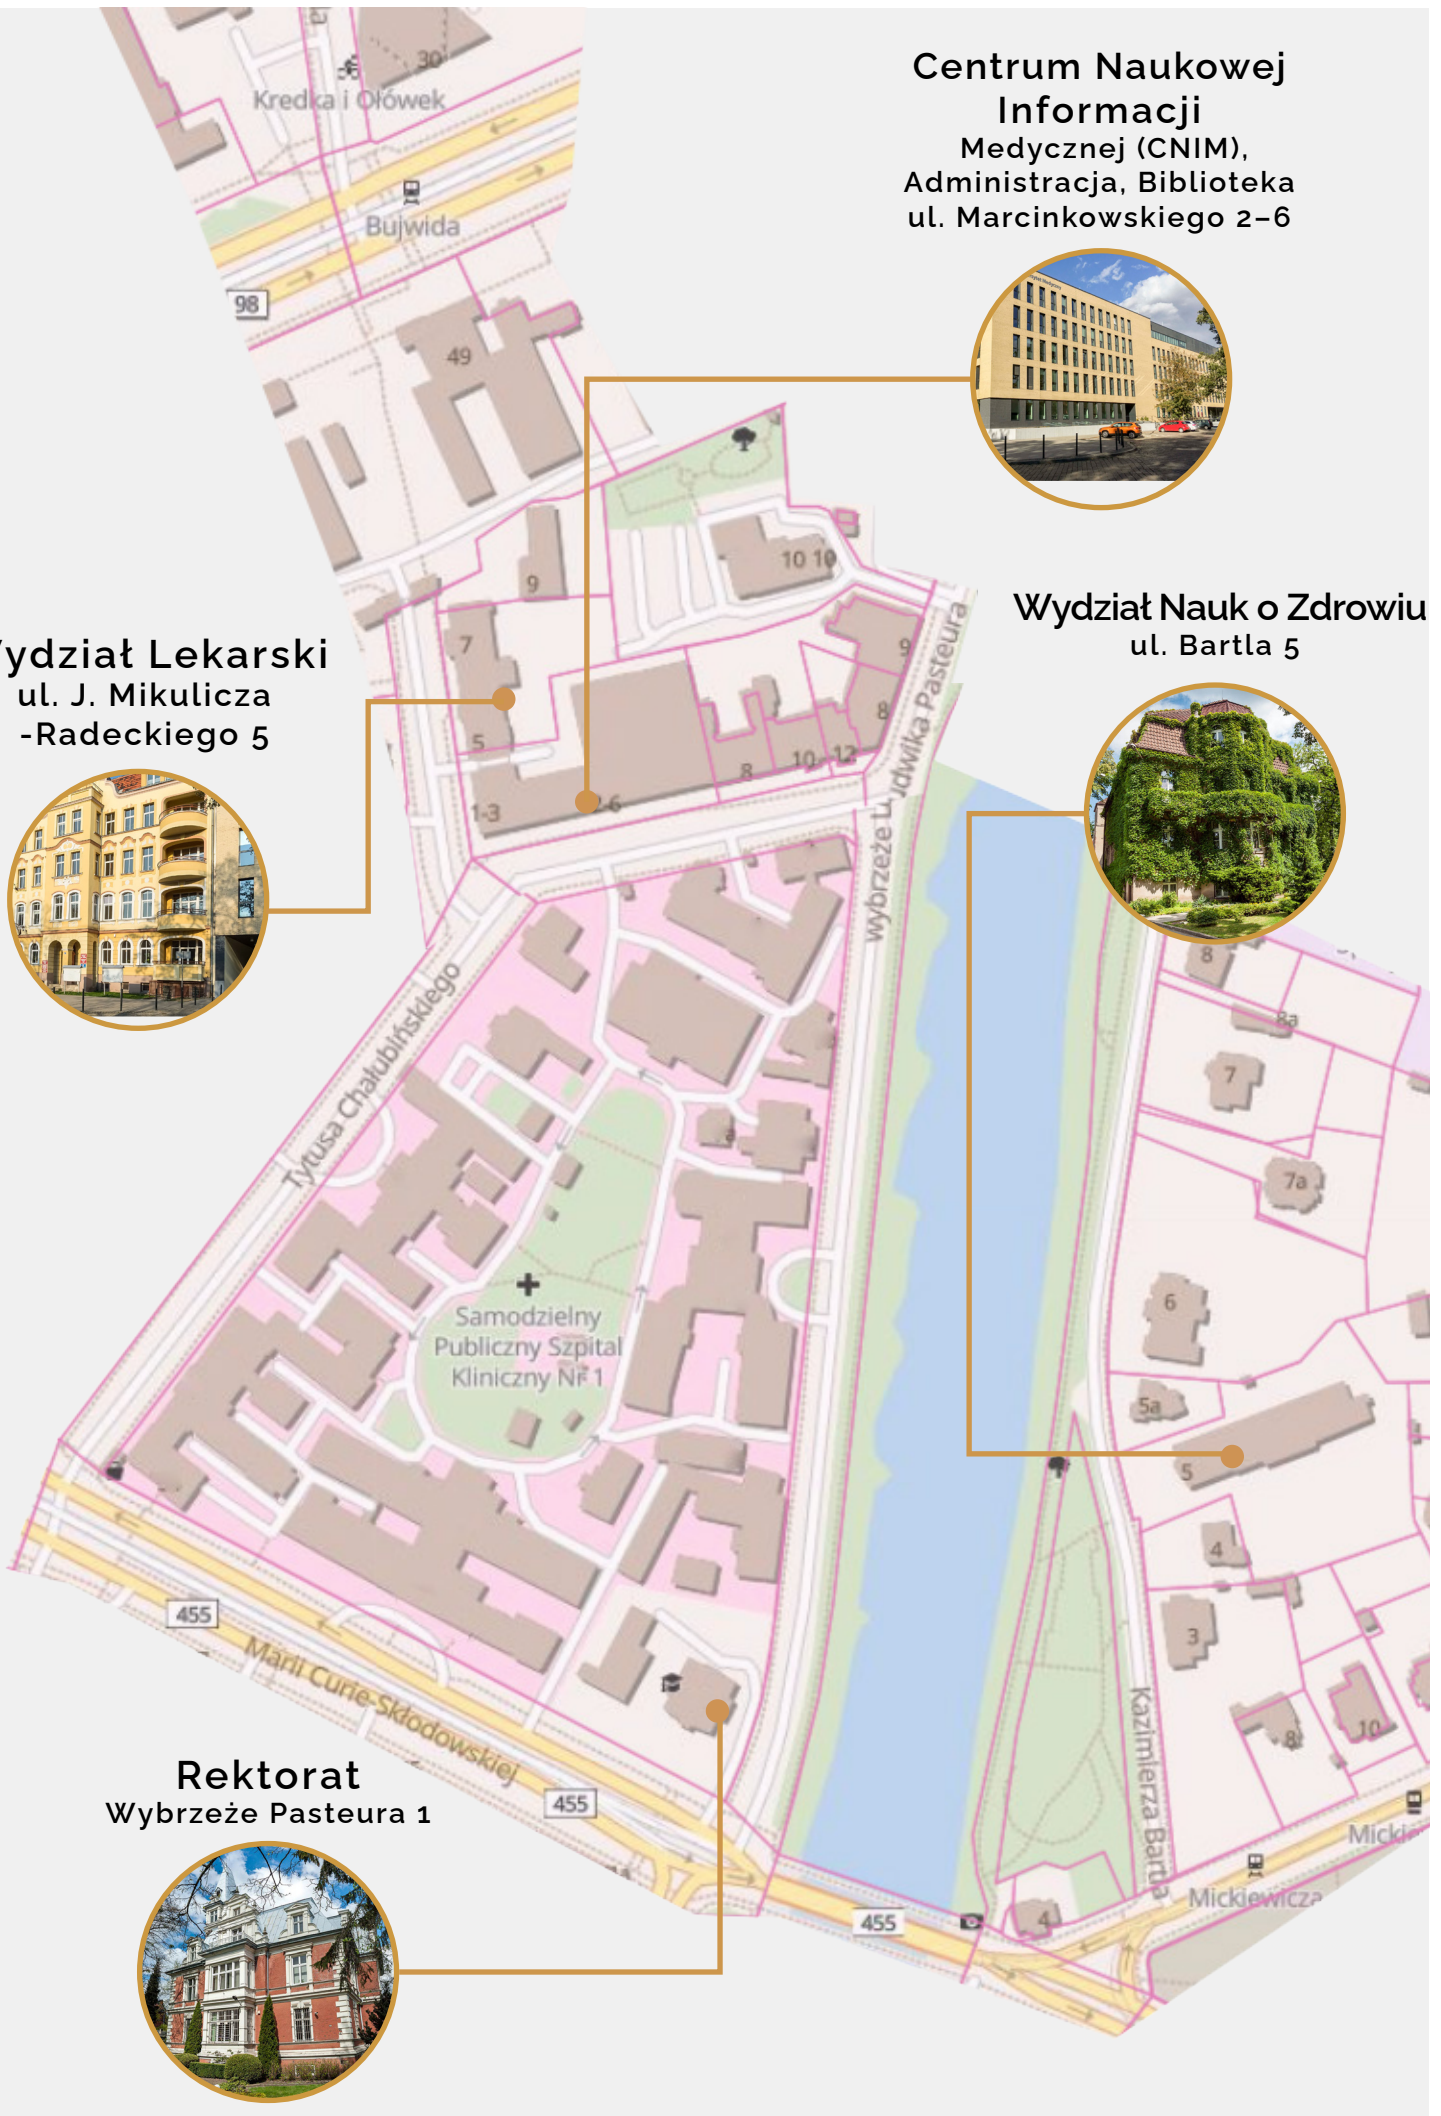 30
Kredka i Ołówek
Bujwida
98
49
Centrum Naukowej
Informacji
Medycznej (CNIM),
Administracja, Biblioteka
ul. Marcinkowskiego 2–6
10 10
9
7
5
1-3
9
8
8
10
12
wybrzeże Ludwika Pasteura
ydział Lekarski
ul. J. Mikulicza
-Radeckiego 5
Wydział Nauk o Zdrowiu
ul. Bartla 5
Tytusa Chałubińskiego
8
8a
7
7a
6
5a
5
4
3
8
10
Samodzielny
Publiczny Szpital
Kliniczny Nr 1
455
Marii Curie-Skłodowskiej
455
Kazimierza Bartla
Mickiewicza
455
4
Rektorat
Wybrzeże Pasteura 1